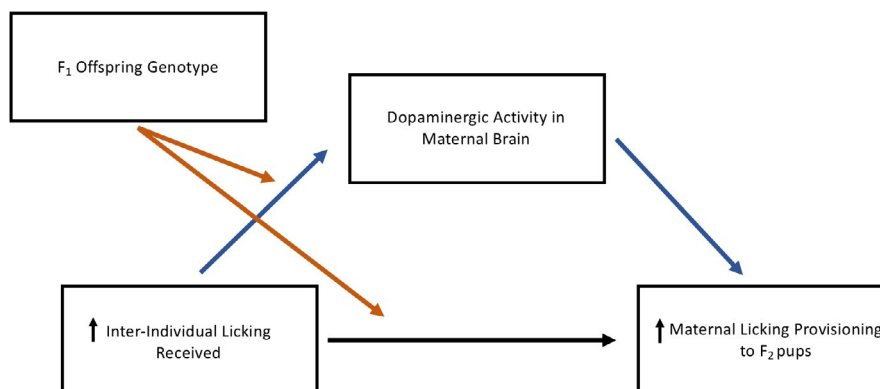 F₁ Offspring Genotype
Dopaminergic Activity in
Maternal Brain
Inter-Individual Licking
Received
Maternal Licking Provisioning
to F₂ pups